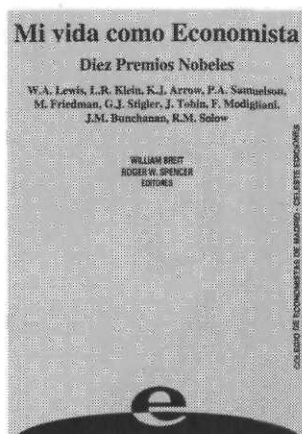 Mi vida como Economista
Diez Premios Nobeles
W.A. Lewis, L.R. Klein, K.J. Arrow, P.A. Samuelson,
M. Friedman, G.J. Stigler, J. Tobin, F. Modigliani.
J.M. Bunchanan, R.M. Solow
WILLIAM BREIT
ROGER W. SPENCER
EDITORES
COLEGIO DE ECONOMISTAS DE MADRID - CELESTE EDICIONES
e